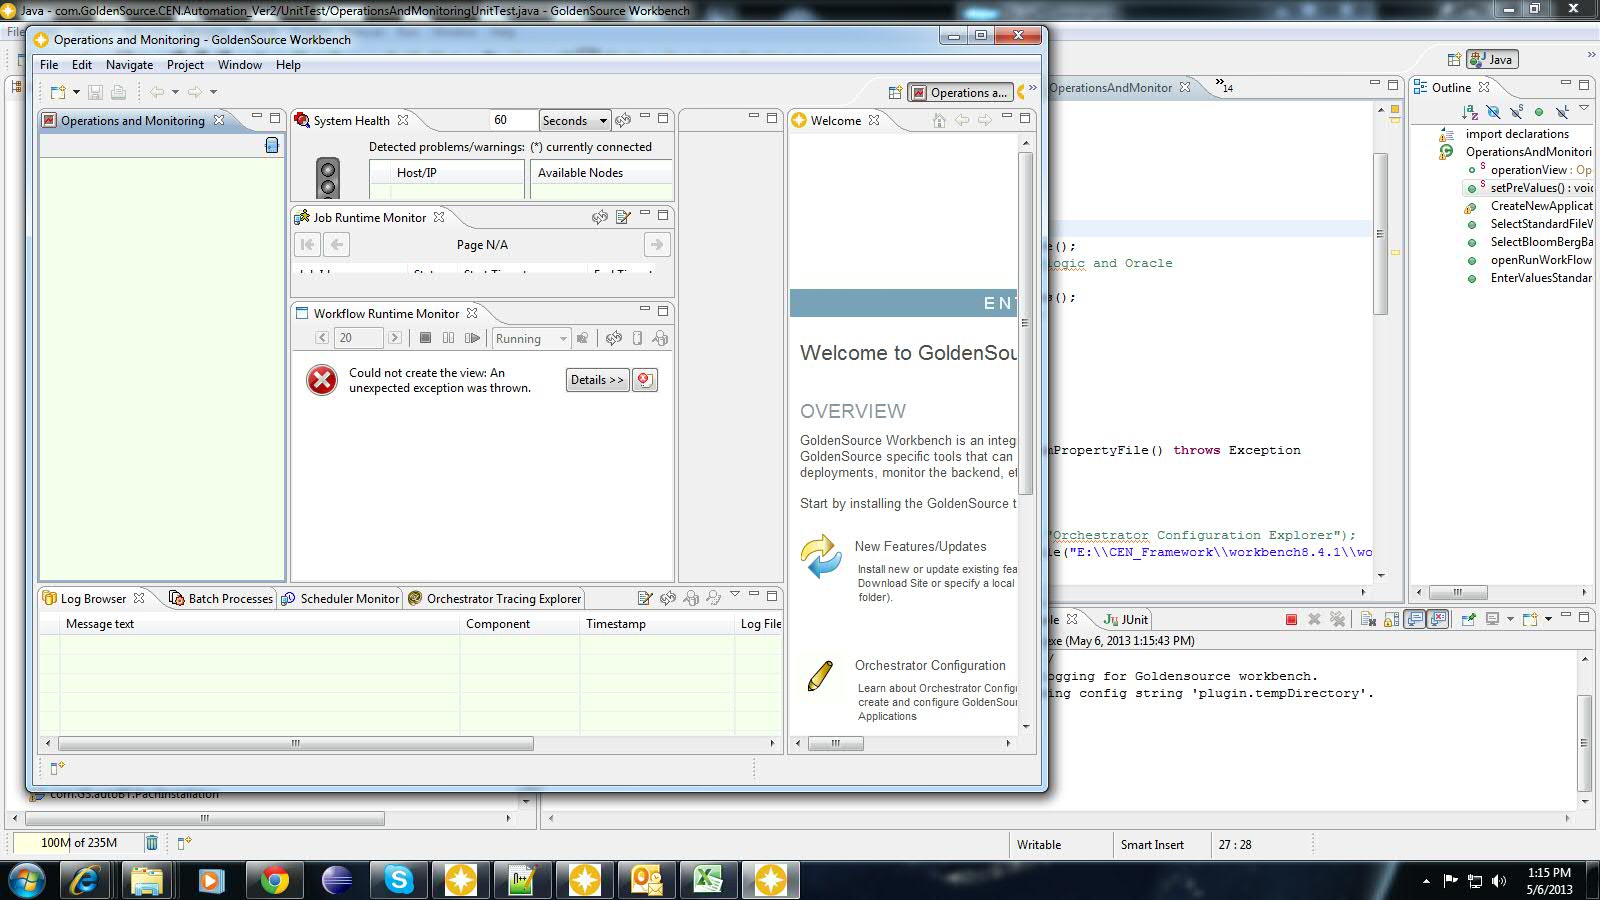 Java - com.GoldenSource.CEN.Automation_Ver2/UnitTest/OperationsAndMonitoringUnitTest.java - GoldenSource Workbench
Operations and Monitoring - GoldenSource Workbench
File Edit Navigate Project Window Help
Operations a...
Operations and Monitoring
System Health
60
Seconds
Detected problems/warnings: (*) currently connected
Host/IP
Available Nodes
Job Runtime Monitor
Page N/A
Workflow Runtime Monitor
20
Running
Could not create the view: An
unexpected exception was thrown.
Details >>
Welcome
ENT
Welcome to GoldenSou
OVERVIEW
GoldenSource Workbench is an integ
GoldenSource specific tools that can
deployments, monitor the backend, et
Start by installing the GoldenSource t
New Features/Updates
Install new or update existing fea
Download Site or specify a local
folder).
Orchestrator Configuration
Learn about Orchestrator Config
create and configure GoldenSour
Applications
Log Browser
Batch Processes
Scheduler Monitor
Orchestrator Tracing Explorer
Message text
Component
Timestamp
Log File
Java
OperationsAndMonitor
14
e();
logic and Oracle
s();
mPropertyFile() throws Exception
"Orchestrator Configuration Explorer");
le("E:\\CEN_Framework\\workbench8.4.1\\wo
Outline
import declarations
OperationsAndMonitori
operationView : Op
setPreValues() : void
CreateNewApplicat
SelectStandardFileV
SelectBloomBergBa
openRunWorkFlow
EnterValuesStandar
le
JUnit
exe (May 6, 2013 1:15:43 PM)
ogging for Goldensource workbench.
ing config string 'plugin.tempDirectory'.
com.GS.autoBT.PachInstallation
100M of 235M
Writable
Smart Insert
27 : 28
1:15 PM
5/6/2013